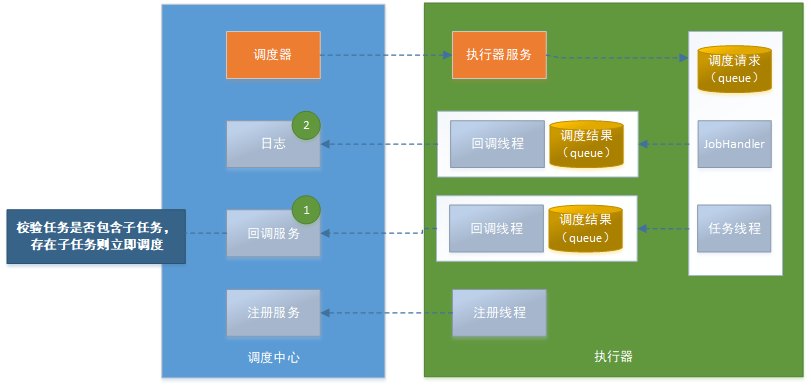 调度器
执行器服务
调度请求
（queue）
2
日志
回调线程
调度结果
（queue）
JobHandler
校验任务是否包含子任务，
存在子任务则立即调度
1
回调服务
回调线程
调度结果
（queue）
任务线程
注册服务
注册线程
调度中心
执行器